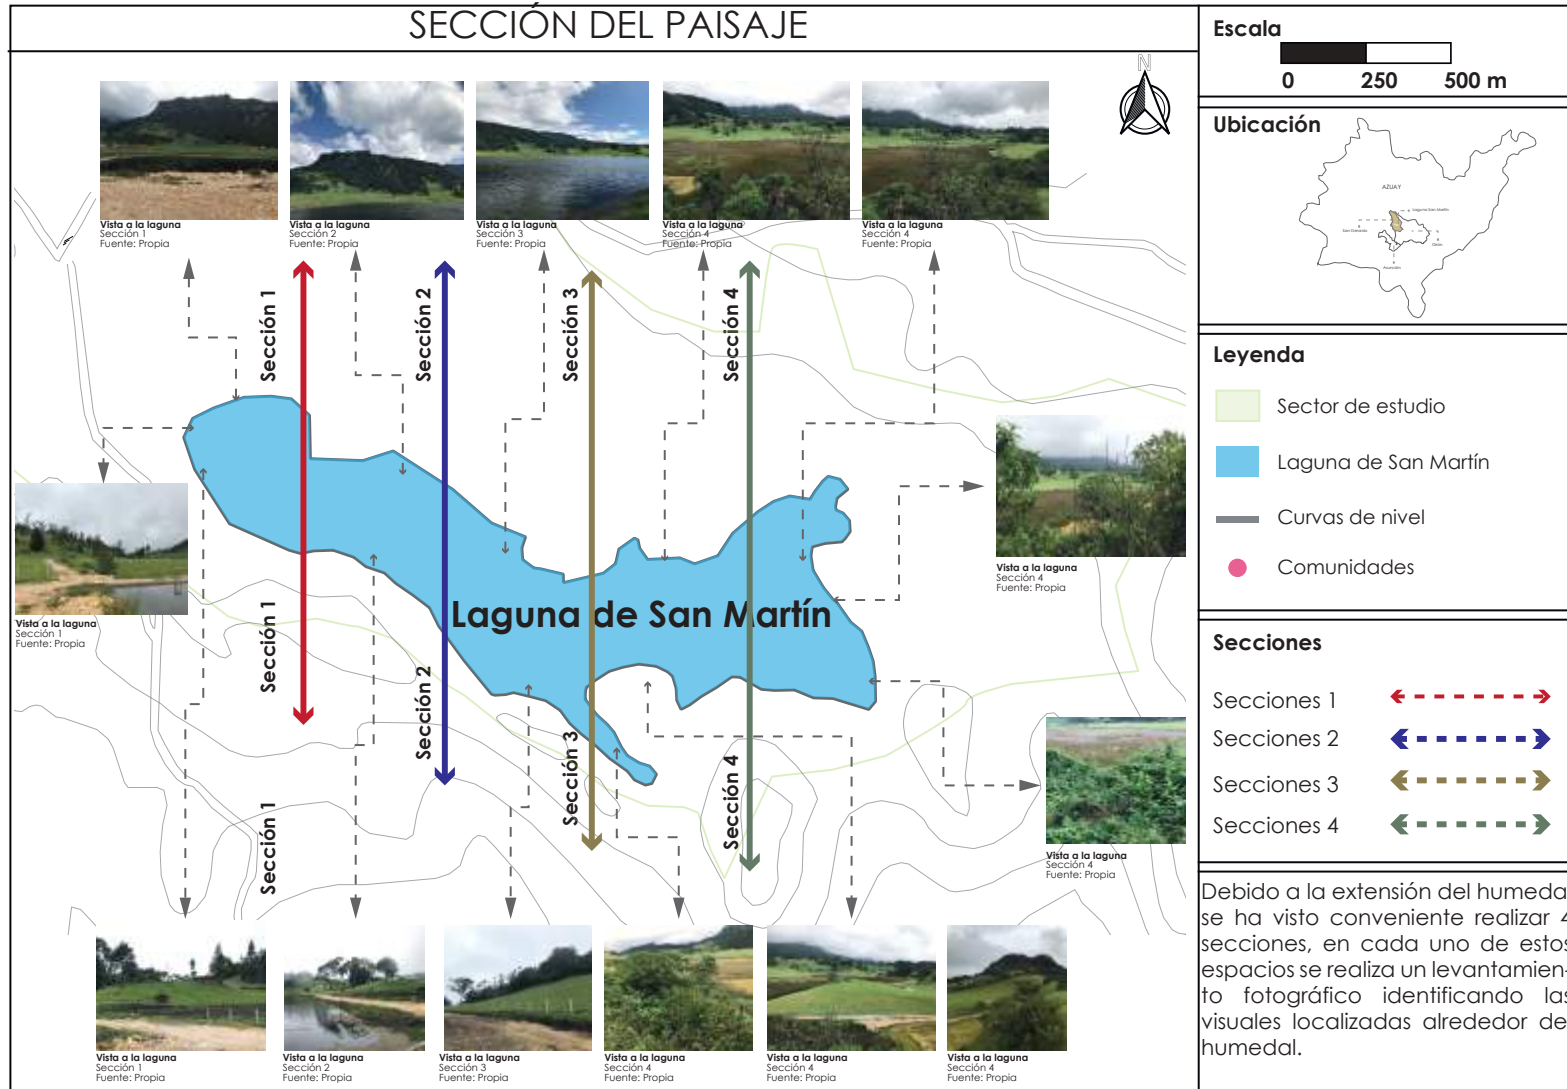 SECCIÓN DEL PAISAJE
N
Vista a la laguna
Sección 1
Fuente: Propia
Vista a la laguna
Sección 2
Fuente: Propia
Vista a la laguna
Sección 3
Fuente: Propia
Vista a la laguna
Sección 4
Fuente: Propia
Vista a la laguna
Sección 4
Fuente: Propia
Sección 1
Sección 2
Sección 3
Sección 4
Vista a la laguna
Sección 4
Fuente: Propia
Laguna de San Martín
Vista a la laguna
Sección 1
Fuente: Propia
Sección 1
Sección 2
Sección 3
Sección 4
Sección 1
Vista a la laguna
Sección 4
Fuente: Propia
Vista a la laguna
Sección 1
Fuente: Propia
Vista a la laguna
Sección 2
Fuente: Propia
Vista a la laguna
Sección 3
Fuente: Propia
Vista a la laguna
Sección 4
Fuente: Propia
Vista a la laguna
Sección 4
Fuente: Propia
Vista a la laguna
Sección 4
Fuente: Propia
Escala
0 250 500 m
Ubicación
AZUAY
Laguna San Martín
San Gerardo
Girón
Asunción
Leyenda
Sector de estudio
Laguna de San Martín
Curvas de nivel
Comunidades
Secciones
Secciones 1
Secciones 2
Secciones 3
Secciones 4
Debido a la extensión del humeda
se ha visto conveniente realizar 4
secciones, en cada uno de estos
espacios se realiza un levantamien-
to fotográfico identificando las
visuales localizadas alrededor de
humedal.